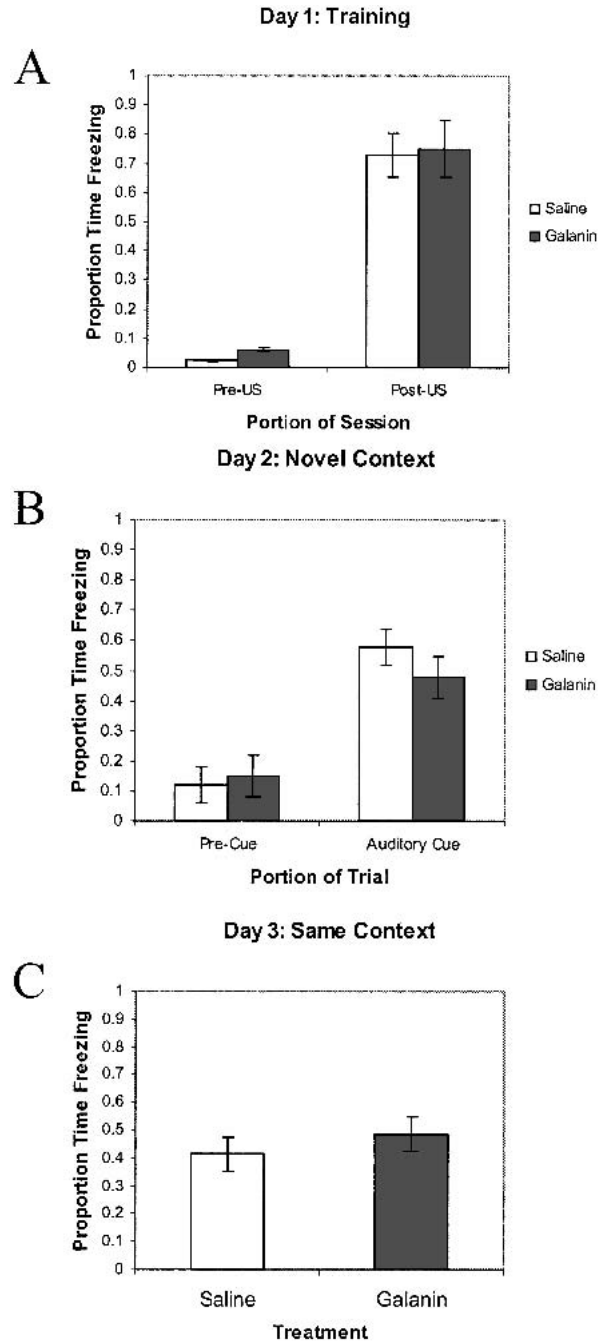 Day 1: Training
A
1
0.9
0.8
0.7
0.6
0.5
0.4
0.3
0.2
0.1
0
Proportion Time Freezing
Saline
Galanin
Pre-US
Post-US
Portion of Session
Day 2: Novel Context
B
1
0.9
0.8
0.7
0.6
0.5
0.4
0.3
0.2
0.1
0
Proportion Time Freezing
Saline
Galanin
Pre-Cue
Auditory Cue
Portion of Trial
Day 3: Same Context
C
1
0.9
0.8
0.7
0.6
0.5
0.4
0.3
0.2
0.1
0
Proportion Time Freezing
Saline
Galanin
Treatment